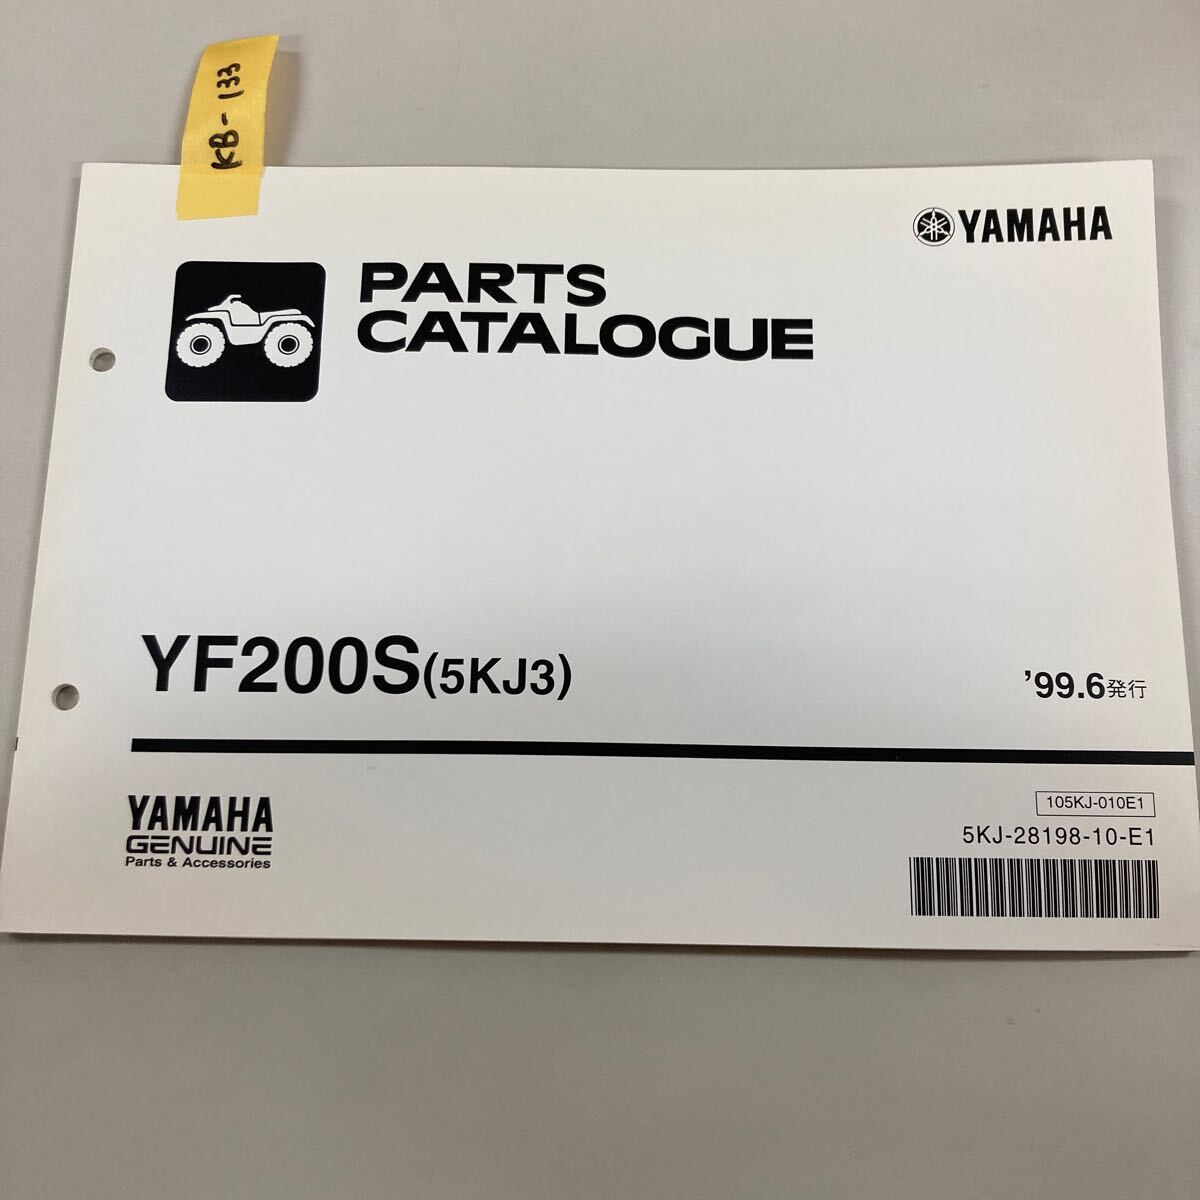 KB-133
YAMAHA
PARTS
CATALOGUE
YF200S(5KJ3)
'99.6発行
YAMAHA
GENUINE
Parts & Accessories
105KJ-010E1
5KJ-28198-10-E1